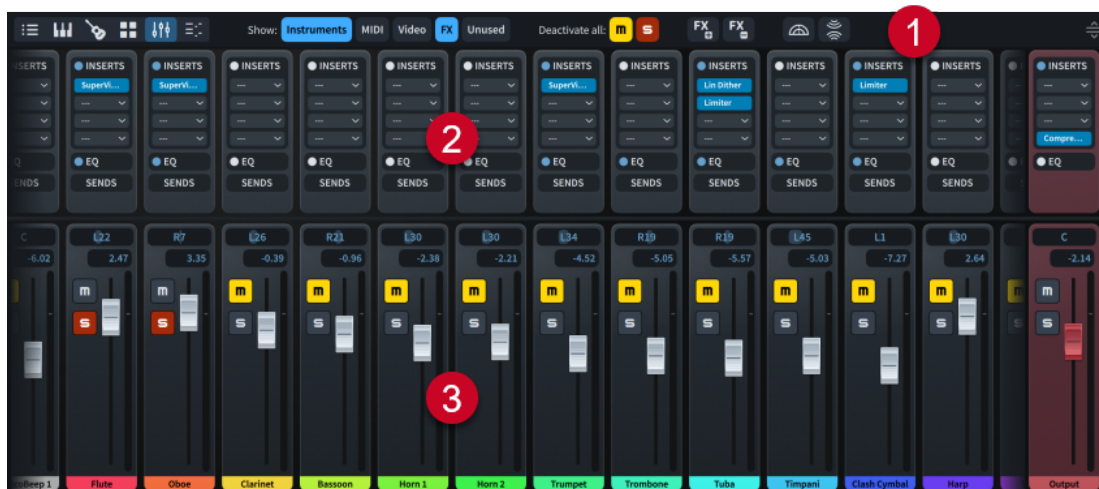 Show: Instruments MIDI Video FX Unused Deactivate all: m s FX FX 1
INSERTS INSERTS INSERTS INSERTS INSERTS INSERTS INSERTS INSERTS INSERTS INSERTS INSERTS INSERTS INSERTS
SuperVi... SuperVi... --- --- --- --- SuperVi... --- Lin Dither --- Limiter --- ---
--- --- --- --- --- --- --- --- Limiter --- --- --- ---
--- --- --- --- --- --- --- --- --- --- --- --- ---
--- --- --- --- --- --- --- --- --- --- --- --- Compre...
2
EQ EQ EQ EQ EQ EQ EQ EQ EQ EQ EQ EQ EQ
SENDS SENDS SENDS SENDS SENDS SENDS SENDS SENDS SENDS SENDS SENDS SENDS
C L22 R7 L26 R21 L30 L30 L34 R19 R19 L45 L1 L30 C
-6.02 2.47 3.35 -0.39 -0.96 -2.38 -2.21 -4.52 -5.05 -5.57 -5.03 -7.27 2.64 -2.14
m m m m m m m m m m m m m
s s s s s s s s s s s s s
3
Beep 1 Flute Oboe Clarinet Bassoon Horn 1 Horn 2 Trumpet Trombone Tuba Timpani Clash Cymbal Harp Output